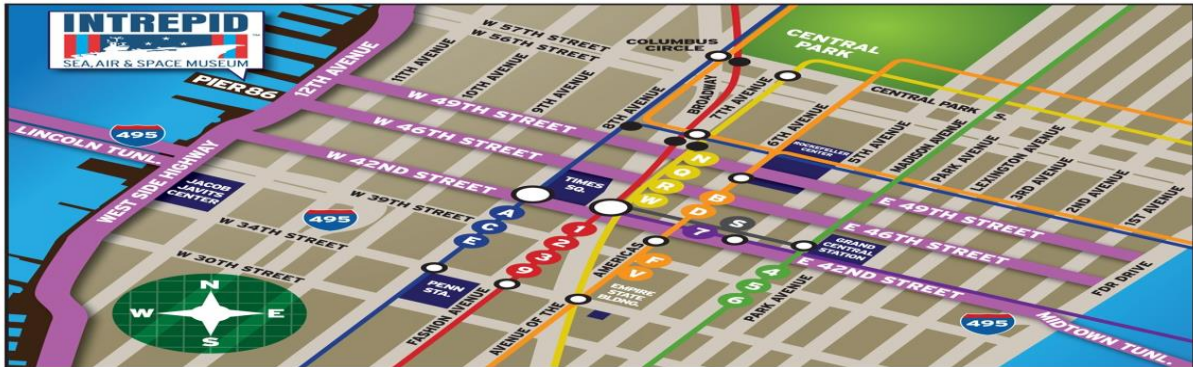 INTREPID
SEA, AIR & SPACE MUSEUM
PIER 86
12TH AVENUE
WEST SIDE HIGHWAY
LINCOLN TUNL.
495
JACOB
JAVITS
CENTER
W 57TH STREET
W 56TH STREET
11TH AVENUE
10TH AVENUE
9TH AVENUE
8TH AVENUE
COLUMBUS
CIRCLE
BROADWAY
7TH AVENUE
6TH AVENUE
CENTRAL
PARK
CENTRAL PARK S
ROCKEFELLER
CENTER
5TH AVENUE
MADISON AVENUE
PARK AVENUE
LEXINGTON AVENUE
3RD AVENUE
2ND AVENUE
1ST AVENUE
W 49TH STREET
W 46TH STREET
W 42ND STREET
W 39TH STREET
W 34TH STREET
W 30TH STREET
495
TIMES
SQ.
N
Q
R
W
B
D
S
7
A
C
E
1
2
3
9
F
V
4
5
6
E 49TH STREET
E 46TH STREET
E 42ND STREET
GRAND
CENTRAL
STATION
PENN
STA.
FASHION AVENUE
AVENUE OF THE AMERICAS
EMPIRE
STATE
BLDNG.
PARK AVENUE
FDR DRIVE
495
MIDTOWN TUNL.
N
W E
S